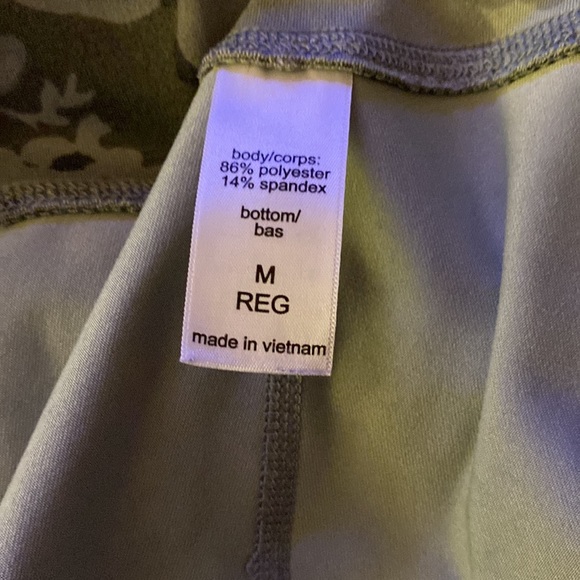 body/corps:
86% polyester
14% spandex
bottom/
bas
M
REG
made in vietnam